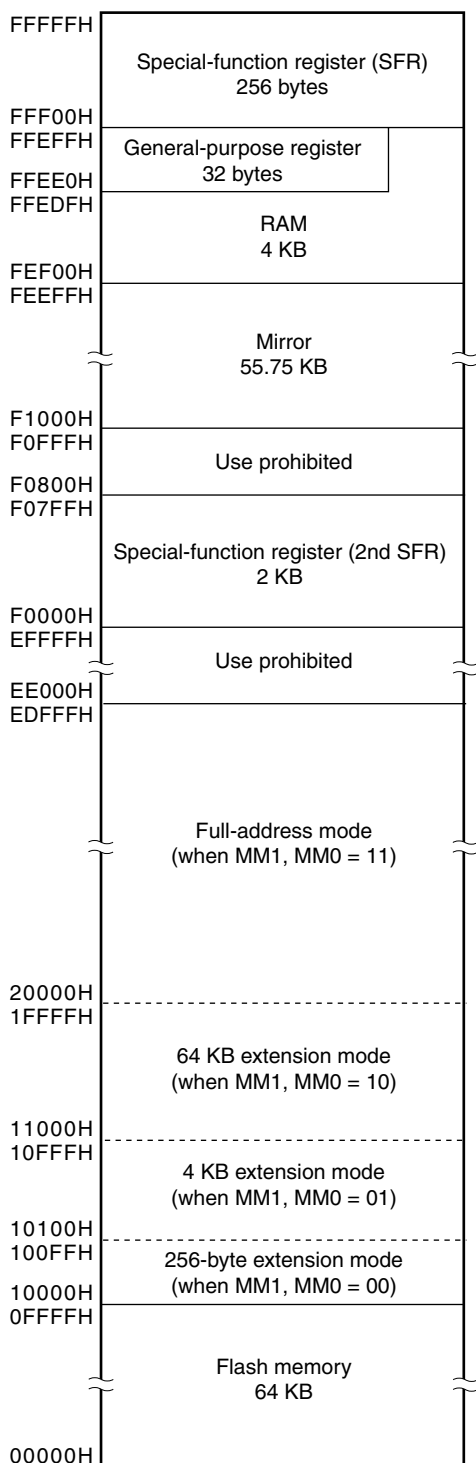 FFFFFH
Special-function register (SFR)
256 bytes
FFF00H
FFEFFH
General-purpose register
32 bytes
FFEE0H
FFEDFH
RAM
4 KB
FEF00H
FEEFFH
Mirror
55.75 KB
F1000H
F0FFFH
Use prohibited
F0800H
F07FFH
Special-function register (2nd SFR)
2 KB
F0000H
EFFFFH
Use prohibited
EE000H
EDFFFH
Full-address mode
(when MM1, MM0 = 11)
20000H
1FFFFH
64 KB extension mode
(when MM1, MM0 = 10)
11000H
10FFFH
4 KB extension mode
(when MM1, MM0 = 01)
10100H
100FFH
256-byte extension mode
(when MM1, MM0 = 00)
10000H
0FFFFH
Flash memory
64 KB
00000H